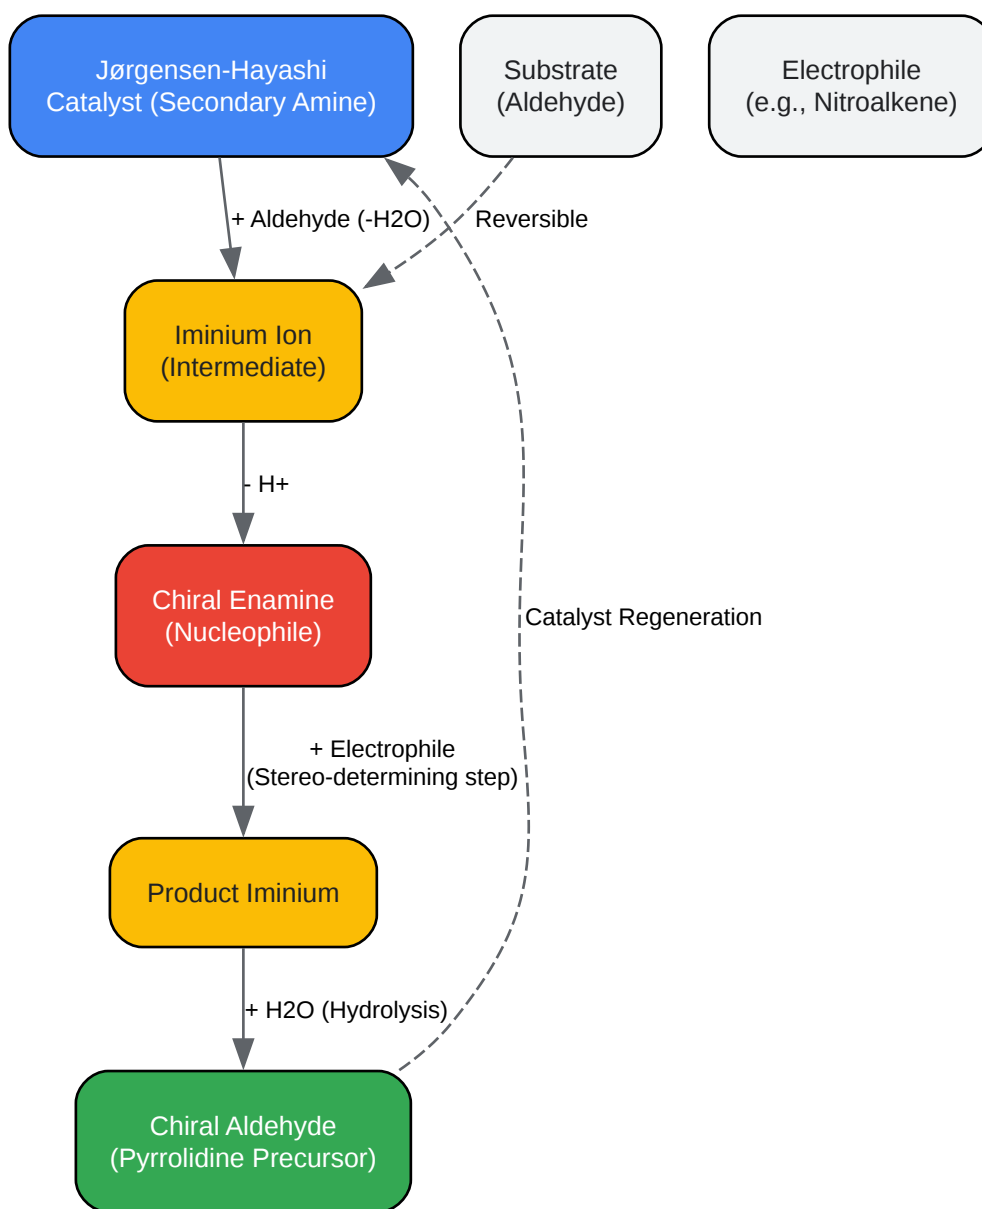 Jørgensen-Hayashi
Catalyst (Secondary Amine)
Substrate
(Aldehyde)
Electrophile
(e.g., Nitroalkene)
+ Aldehyde (-H2O)
Reversible
Iminium Ion
(Intermediate)
- H+
Chiral Enamine
(Nucleophile)
Catalyst Regeneration
+ Electrophile
(Stereo-determining step)
Product Iminium
+ H2O (Hydrolysis)
Chiral Aldehyde
(Pyrrolidine Precursor)